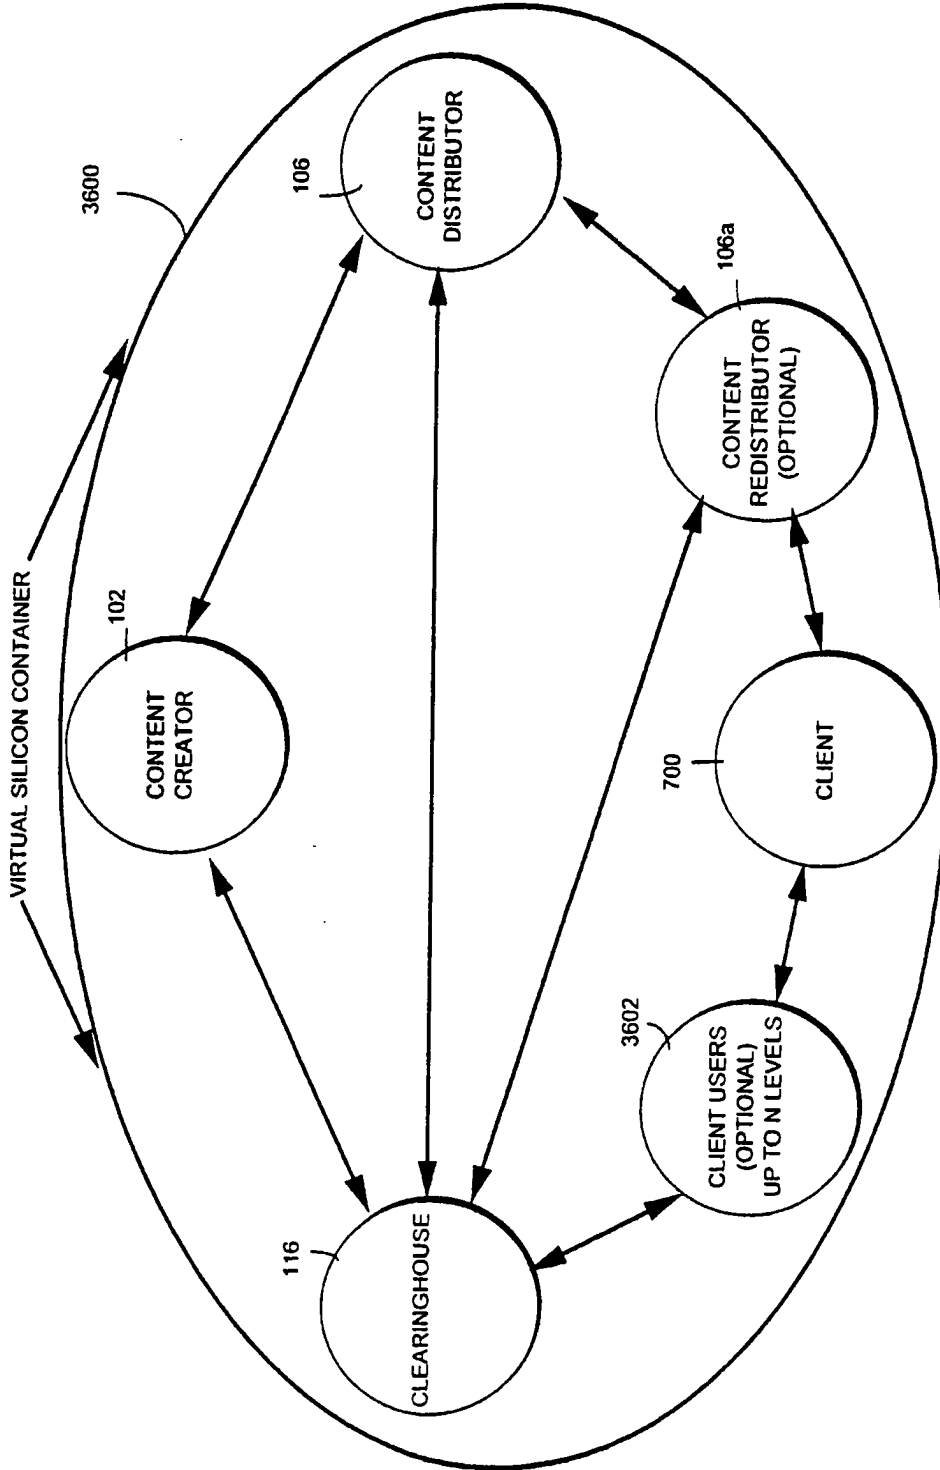 VIRTUAL SILICON CONTAINER
3600
102
CONTENT
CREATOR
106
CONTENT
DISTRIBUTOR
116
CLEARINGHOUSE
106a
CONTENT
REDISTRIBUTOR
(OPTIONAL)
3602
CLIENT USERS
(OPTIONAL)
UP TO N LEVELS
700
CLIENT